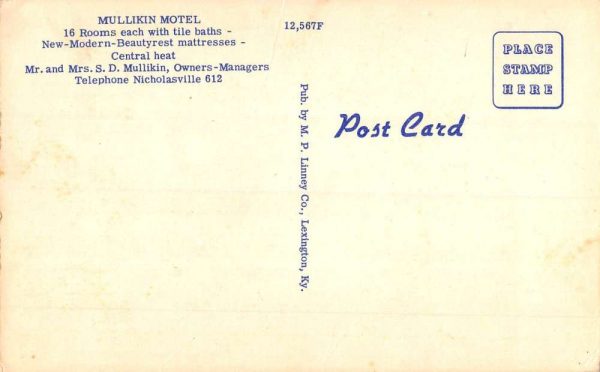 MULLIKIN MOTEL
16 Rooms each with tile baths -
New-Modern-Beautyrest mattresses -
Central heat
Mr. and Mrs. S. D. Mullikin, Owners-Managers
Telephone Nicholasville 612
12,567F
Pub. by M. P. Linney Co., Lexington, Ky.
Post Card
PLACE
STAMP
HERE